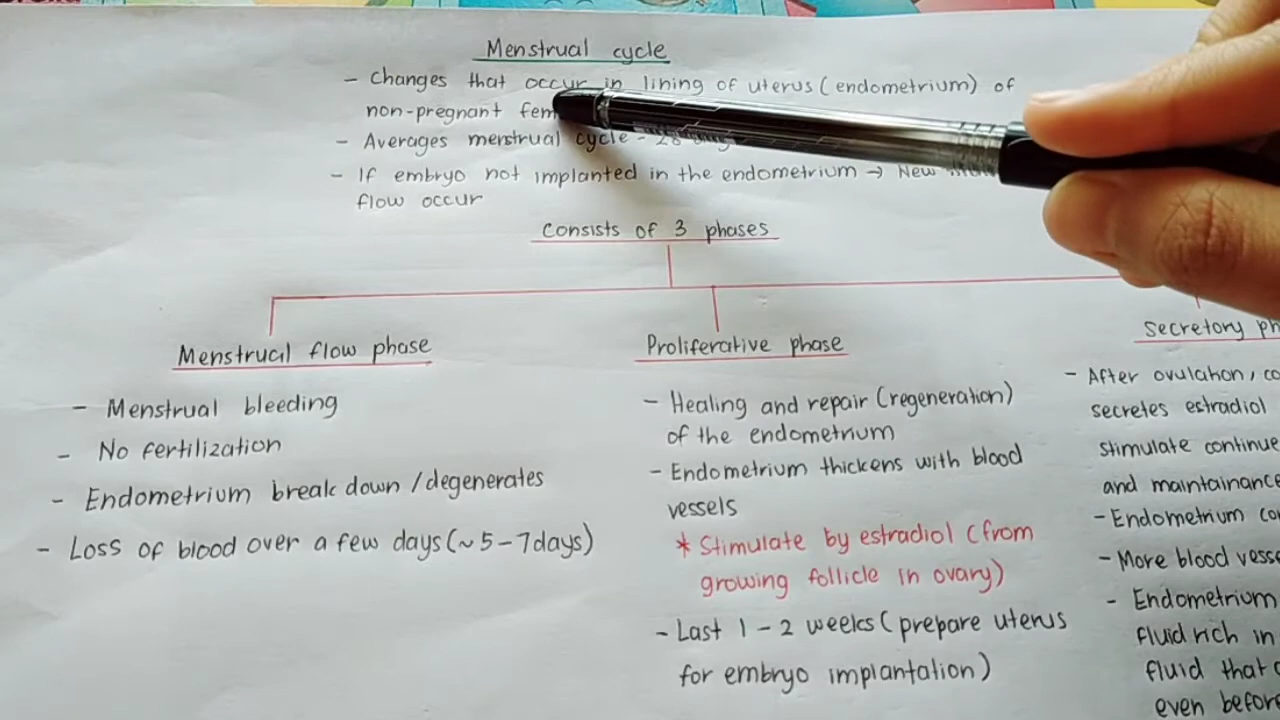 Menstrual cycle
- Changes that occur in lining of uterus (endometrium) of
non-pregnant
- Averages menstrual cycle - 28
- If embryo not implanted in the endometrium → New
flow occur
Consists of 3 phases
Menstrual flow phase
- Menstrual bleeding
- No fertilization
- Endometrium break down / degenerates
- Loss of blood over a few days (~ 5 - 7 days)
Proliferative phase
- Healing and repair (regeneration)
of the endometrium
- Endometrium thickens with blood
vessels
* Stimulate by estradiol (from
growing follicle in ovary)
- Last 1 - 2 weeks (prepare uterus
for embryo implantation)
Secretory
- After ovulation,
secretes estradiol
stimulate continue
and maintainance
- Endometrium
- More blood
- Endometrium
fluid rich in
fluid that
even before